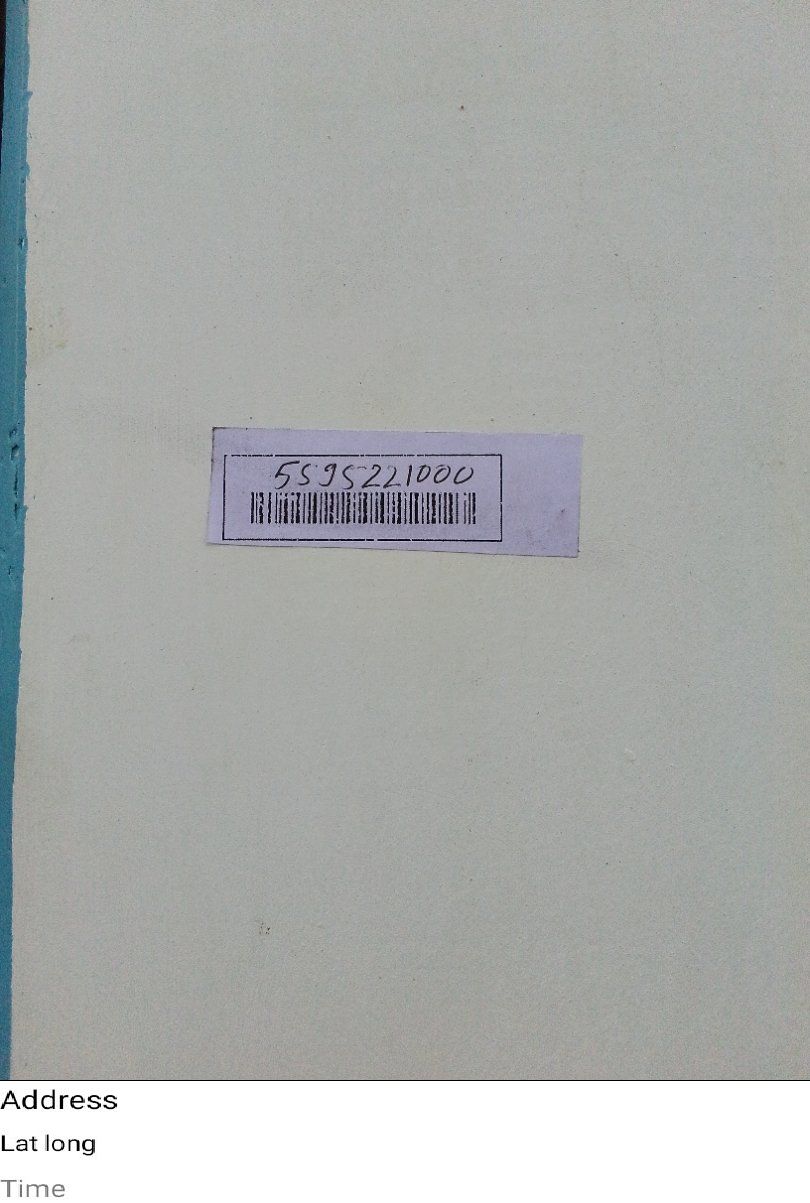 5595221000
Address
Lat long
Time